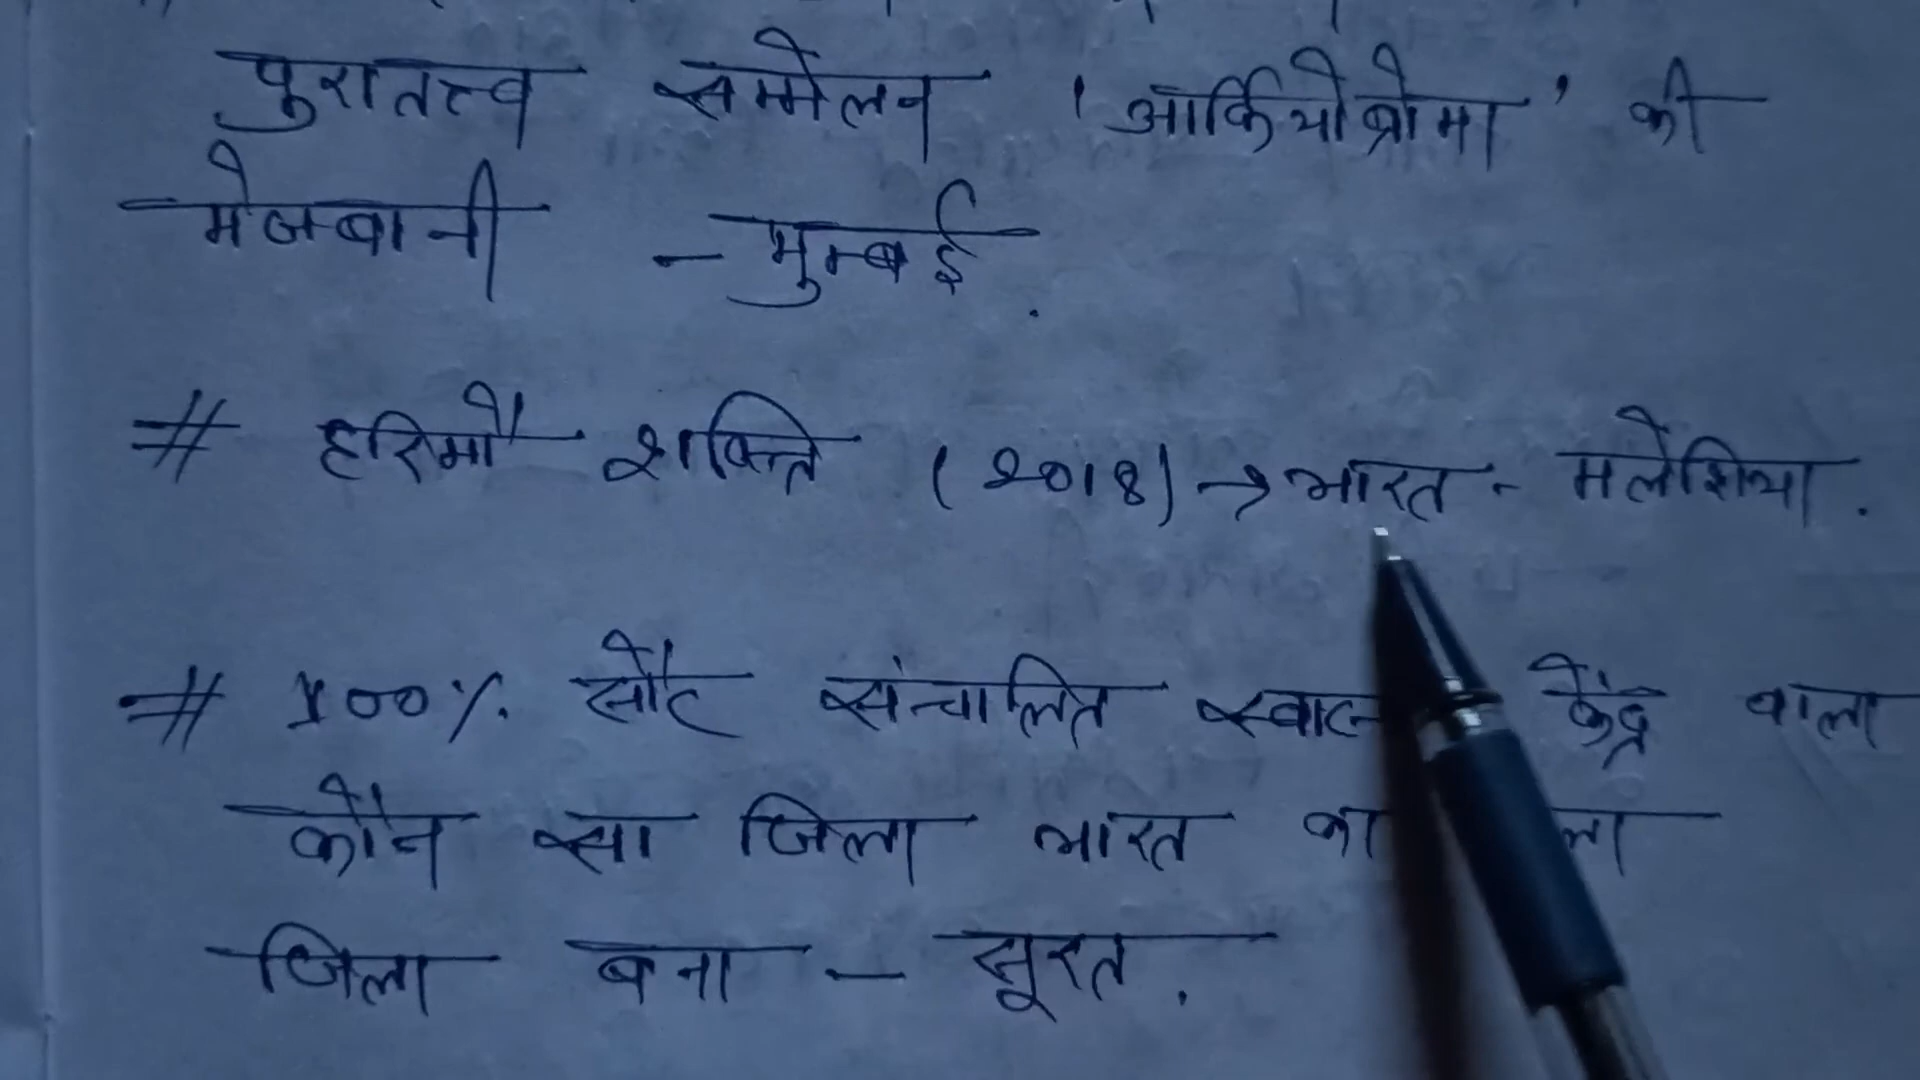 पुरातत्त्व सम्मेलन 'आर्कियोब्रोमा' की
मेजबानी - मुम्बई.
# हरिमौ शक्ति (2018) → भारत - मलेशिया.
# 100% सौर संचालित केंद्र वाला
कौन सा जिला भारत का
जिला बना - सूरत.